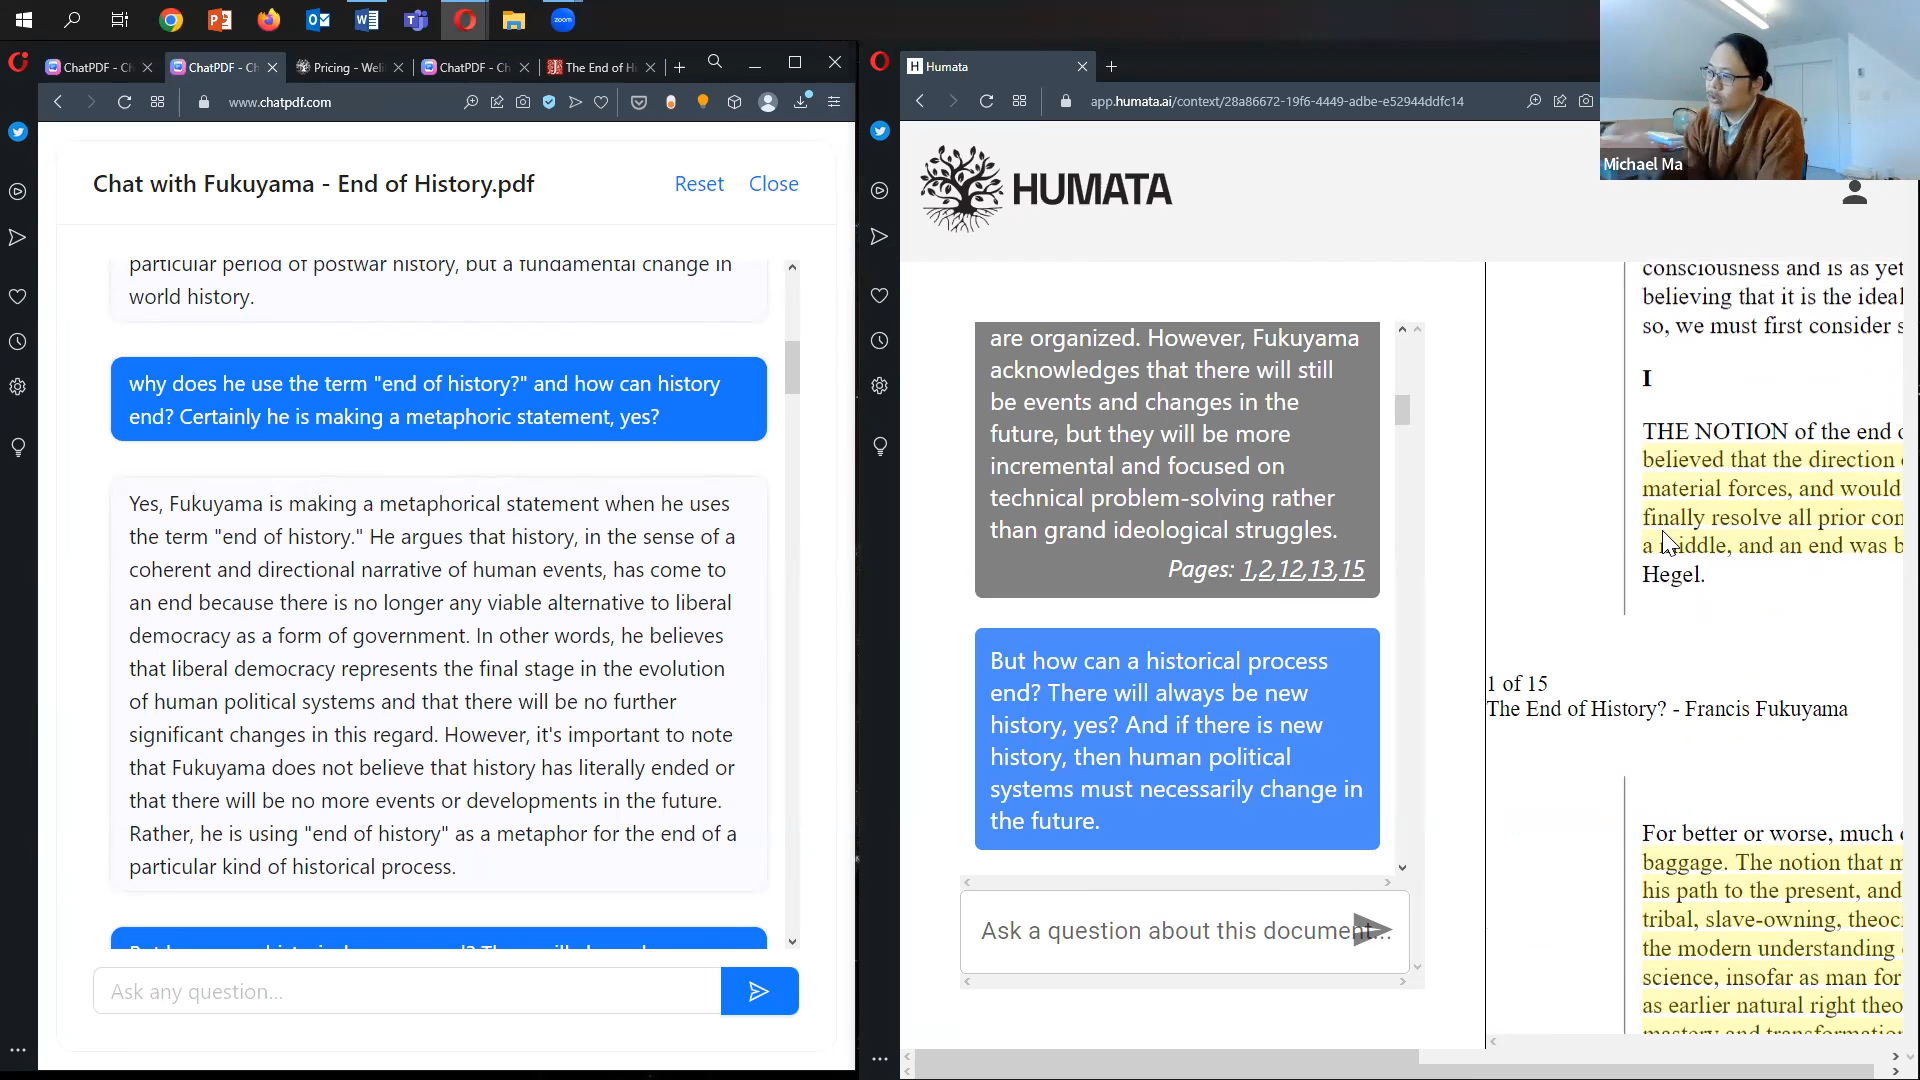 zoom
ChatPDF - Ch
ChatPDF - Ch
Pricing - Weli
ChatPDF - Ch
The End of Hi
www.chatpdf.com
Chat with Fukuyama - End of History.pdf
Reset
Close
particular period of postwar history, but a fundamental change in
world history.
why does he use the term "end of history?" and how can history
end? Certainly he is making a metaphoric statement, yes?
Yes, Fukuyama is making a metaphorical statement when he uses
the term "end of history." He argues that history, in the sense of a
coherent and directional narrative of human events, has come to
an end because there is no longer any viable alternative to liberal
democracy as a form of government. In other words, he believes
that liberal democracy represents the final stage in the evolution
of human political systems and that there will be no further
significant changes in this regard. However, it's important to note
that Fukuyama does not believe that history has literally ended or
that there will be no more events or developments in the future.
Rather, he is using "end of history" as a metaphor for the end of a
particular kind of historical process.
Ask any question...
H Humata
app.humata.ai/context/28a86672-19f6-4449-adbe-e52944ddfc14
Michael Ma
HUMATA
are organized. However, Fukuyama
acknowledges that there will still
be events and changes in the
future, but they will be more
incremental and focused on
technical problem-solving rather
than grand ideological struggles.
Pages: 1,2,12,13,15
But how can a historical process
end? There will always be new
history, yes? And if there is new
history, then human political
systems must necessarily change in
the future.
Ask a question about this document...
consciousness and is as yet
believing that it is the ideal
so, we must first consider s
I
THE NOTION of the end o
believed that the direction
material forces, and would
finally resolve all prior con
a middle, and an end was b
Hegel.
1 of 15
The End of History? - Francis Fukuyama
For better or worse, much
baggage. The notion that m
his path to the present, and
tribal, slave-owning, theoc
the modern understanding
science, insofar as man for
as earlier natural right theo
mastery and transformation